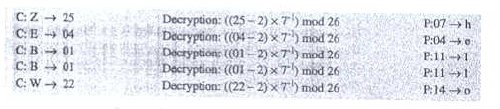 C: Z → 25 Decryption: ((25 – 2) × 7⁻¹) mod 26 P:07 → h
C: E → 04 Decryption: ((04 – 2) × 7⁻¹) mod 26 P:04 → e
C: B → 01 Decryption: ((01 – 2) × 7⁻¹) mod 26 P:11 → l
C: B → 01 Decryption: ((01 – 2) × 7⁻¹) mod 26 P:11 → l
C: W → 22 Decryption: ((22 – 2) × 7⁻¹) mod 26 P:14 → o